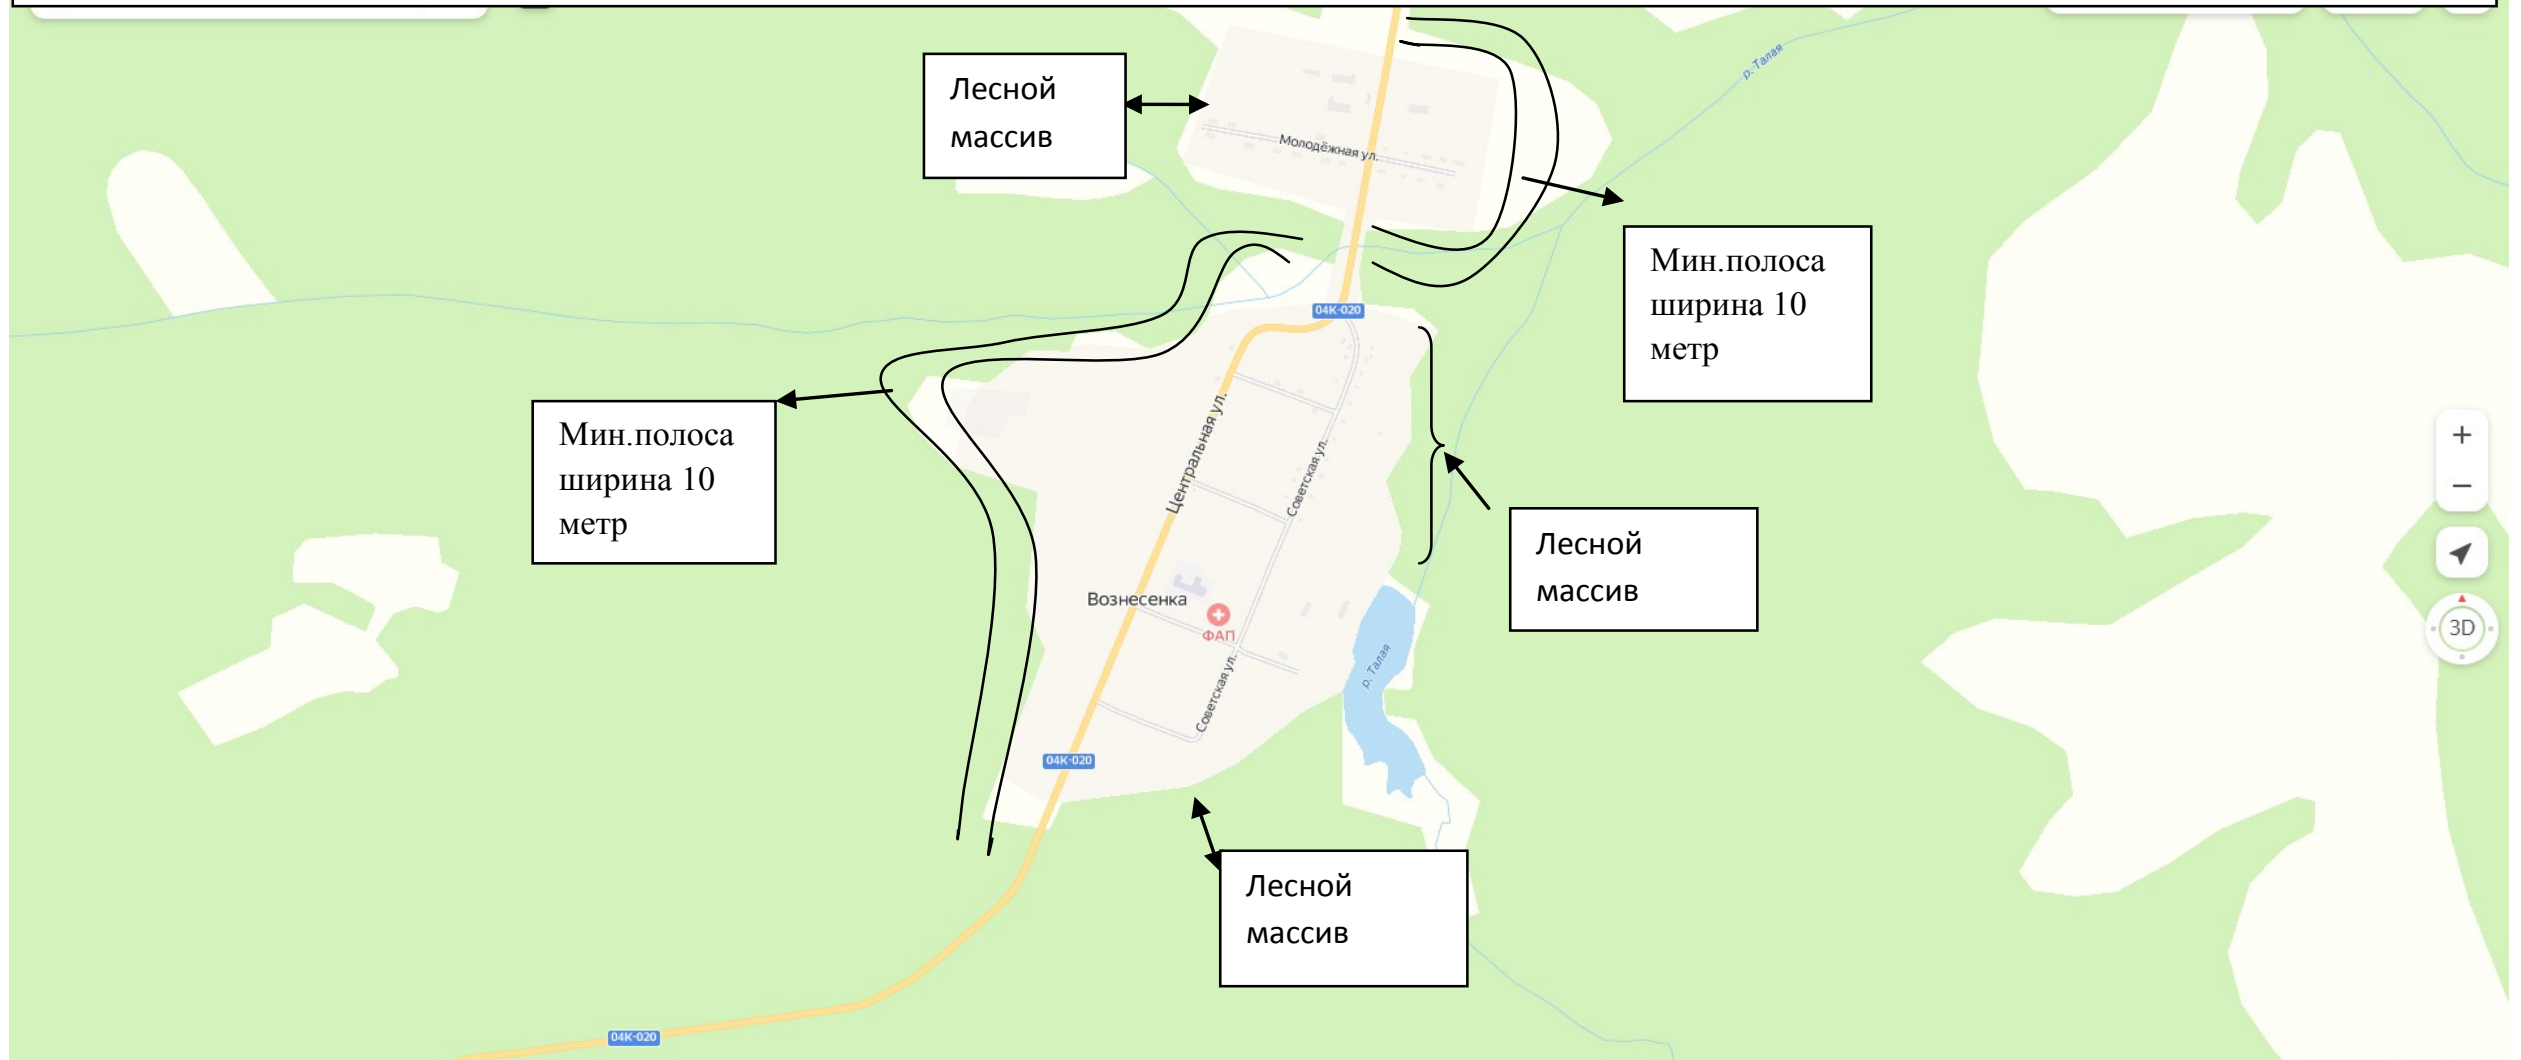 р. Талая
Лесной
массив
Молодёжная ул.
Мин.полоса
ширина 10
метр
04К-020
Центральная ул.
Советская ул.
Мин.полоса
ширина 10
метр
Лесной
массив
Вознесенка
ФАП
3D
р. Талая
Советская ул.
04К-020
Лесной
массив
04К-020